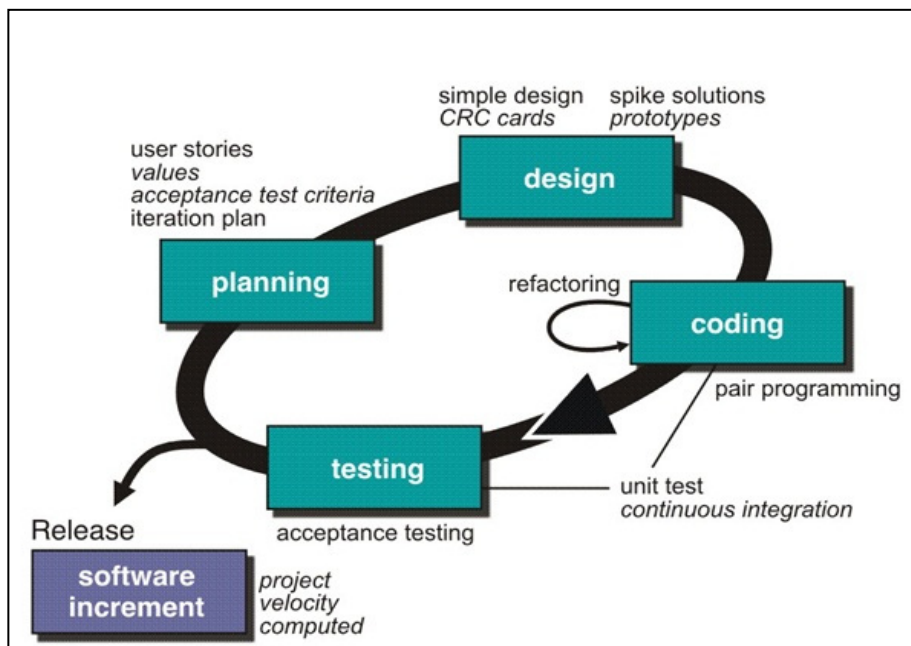 simple design
CRC cards
spike solutions
prototypes
user stories
values
acceptance test criteria
iteration plan
design
planning
refactoring
coding
pair programming
testing
unit test
continuous integration
acceptance testing
Release
software
increment
project
velocity
computed